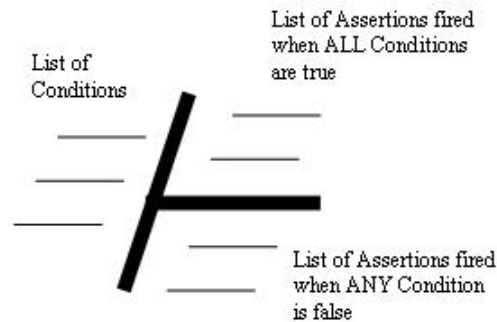 List of
Conditions
List of Assertions fired
when ALL Conditions
are true
List of Assertions fired
when ANY Condition
is false